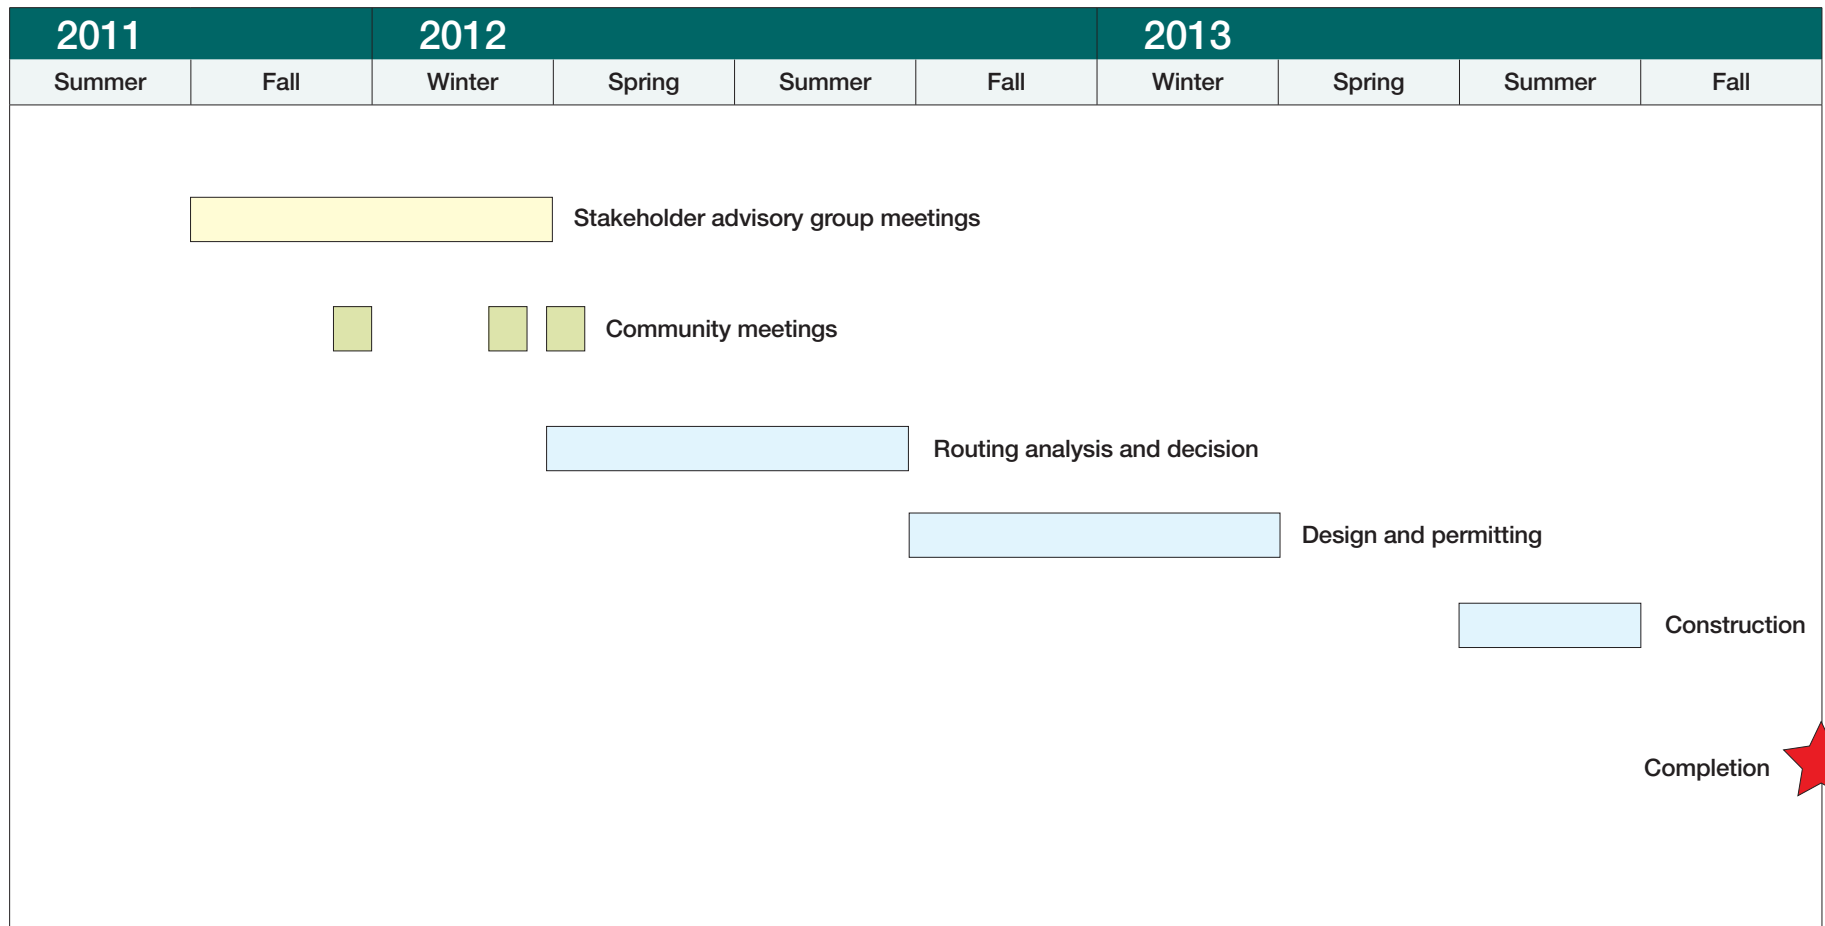 2011 2012 2013
Summer Fall Winter Spring Summer Fall Winter Spring Summer Fall
Stakeholder advisory group meetings
Community meetings
Routing analysis and decision
Design and permitting
Construction
Completion